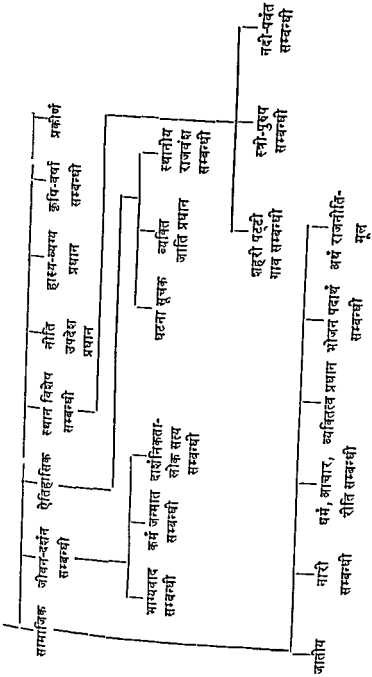 सामाजिक
जीवन-दर्शन
सम्बन्धी
ऐतिहासिक
स्थान विशेष
सम्बन्धी
नीति
उपदेश
प्रधान
हास्य-व्यंग्य
प्रधान
कृषि-वर्षा
सम्बन्धी
प्रकीर्ण
भाग्यवाद
सम्बन्धी
कर्म जन्मात
सम्बन्धी
दार्शनिकता-
लोक सत्य
सम्बन्धी
घटना सूचक
व्यक्ति
जाति प्रधान
स्थानीय
राजवंश
सम्बन्धी
शहरी पट्टी
गाव सम्बन्धी
स्त्री-पुरुष
सम्बन्धी
नदी-पर्वत
सम्बन्धी
जातीय
नारी
सम्बन्धी
धर्म, आचार,
रीति सम्बन्धी
व्यक्तित्व प्रधान
भोजन पदार्थ
सम्बन्धी
अर्थ राजनीति-
मूल